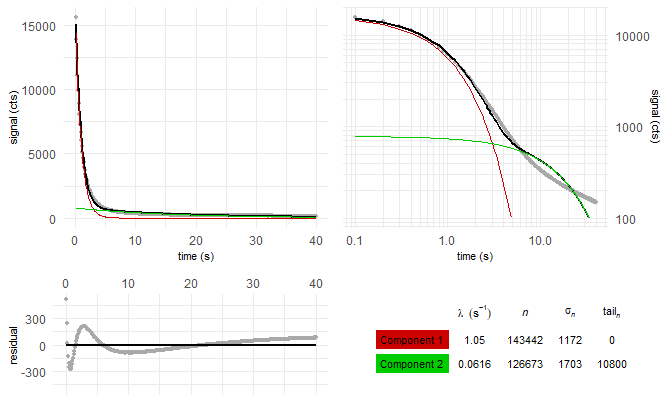 15000
10000
5000
0
signal (cts)
0
10
20
30
40
time (s)
10000
1000
100
signal (cts)
0.1
1.0
10.0
time (s)
0
10
20
30
40
300
0
-300
residual
λ (s⁻¹) n σₙ tailₙ
Component 1 1.05 143442 1172 0
Component 2 0.0616 126673 1703 10800